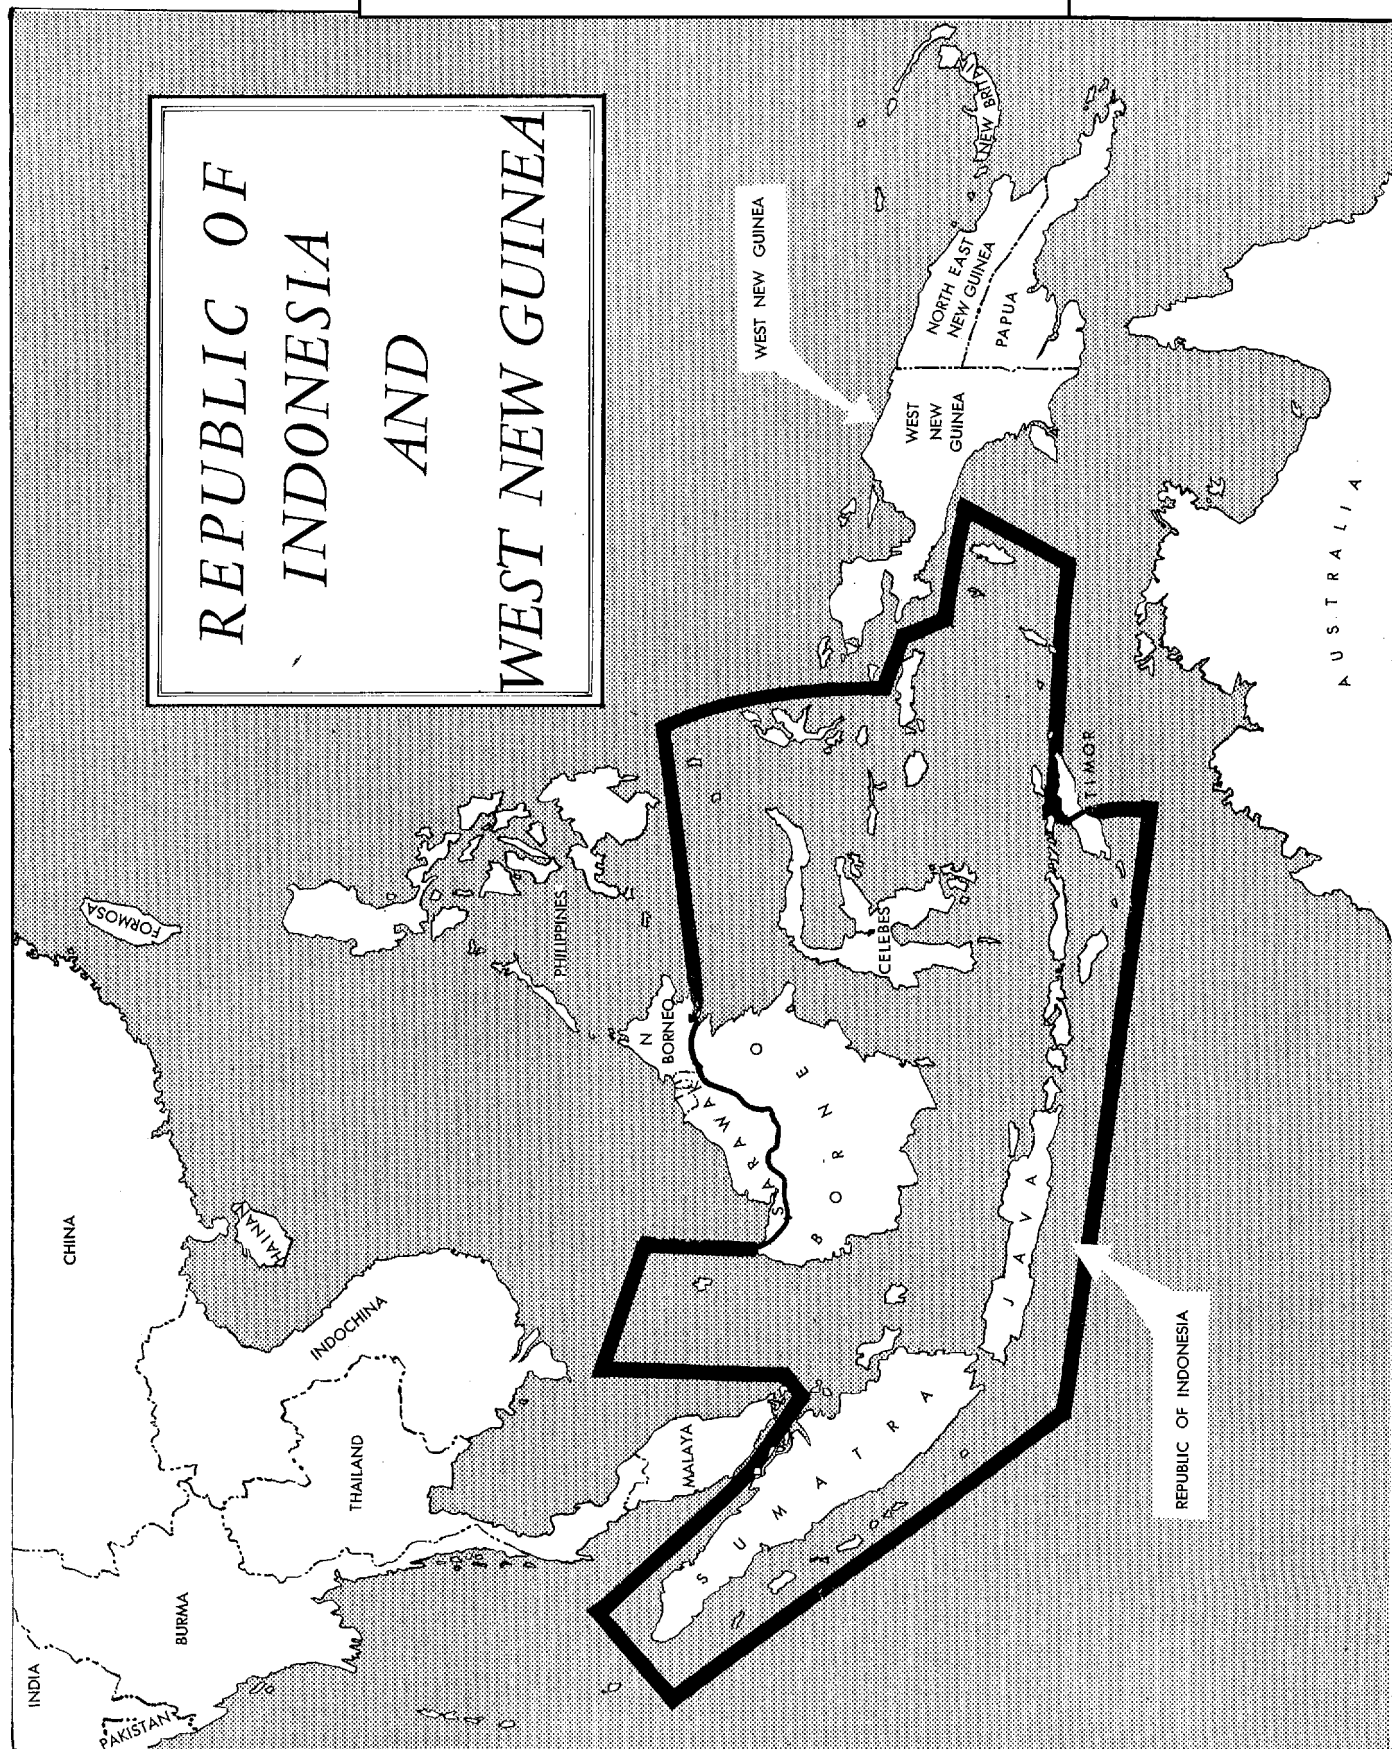 REPUBLIC OF
INDONESIA
AND
WEST NEW GUINEA
INDIA
PAKISTAN
BURMA
CHINA
THAILAND
INDOCHINA
HAINAN
FORMOSA
PHILIPPINES
MALAYA
N
BORNEO
SARAWAK
BORNEO
SUMATRA
JAVA
CELEBES
TIMOR
WEST NEW GUINEA
WEST
NEW
GUINEA
NORTH EAST
NEW GUINEA
PAPUA
NEW BRITAIN
AUSTRALIA
REPUBLIC OF INDONESIA